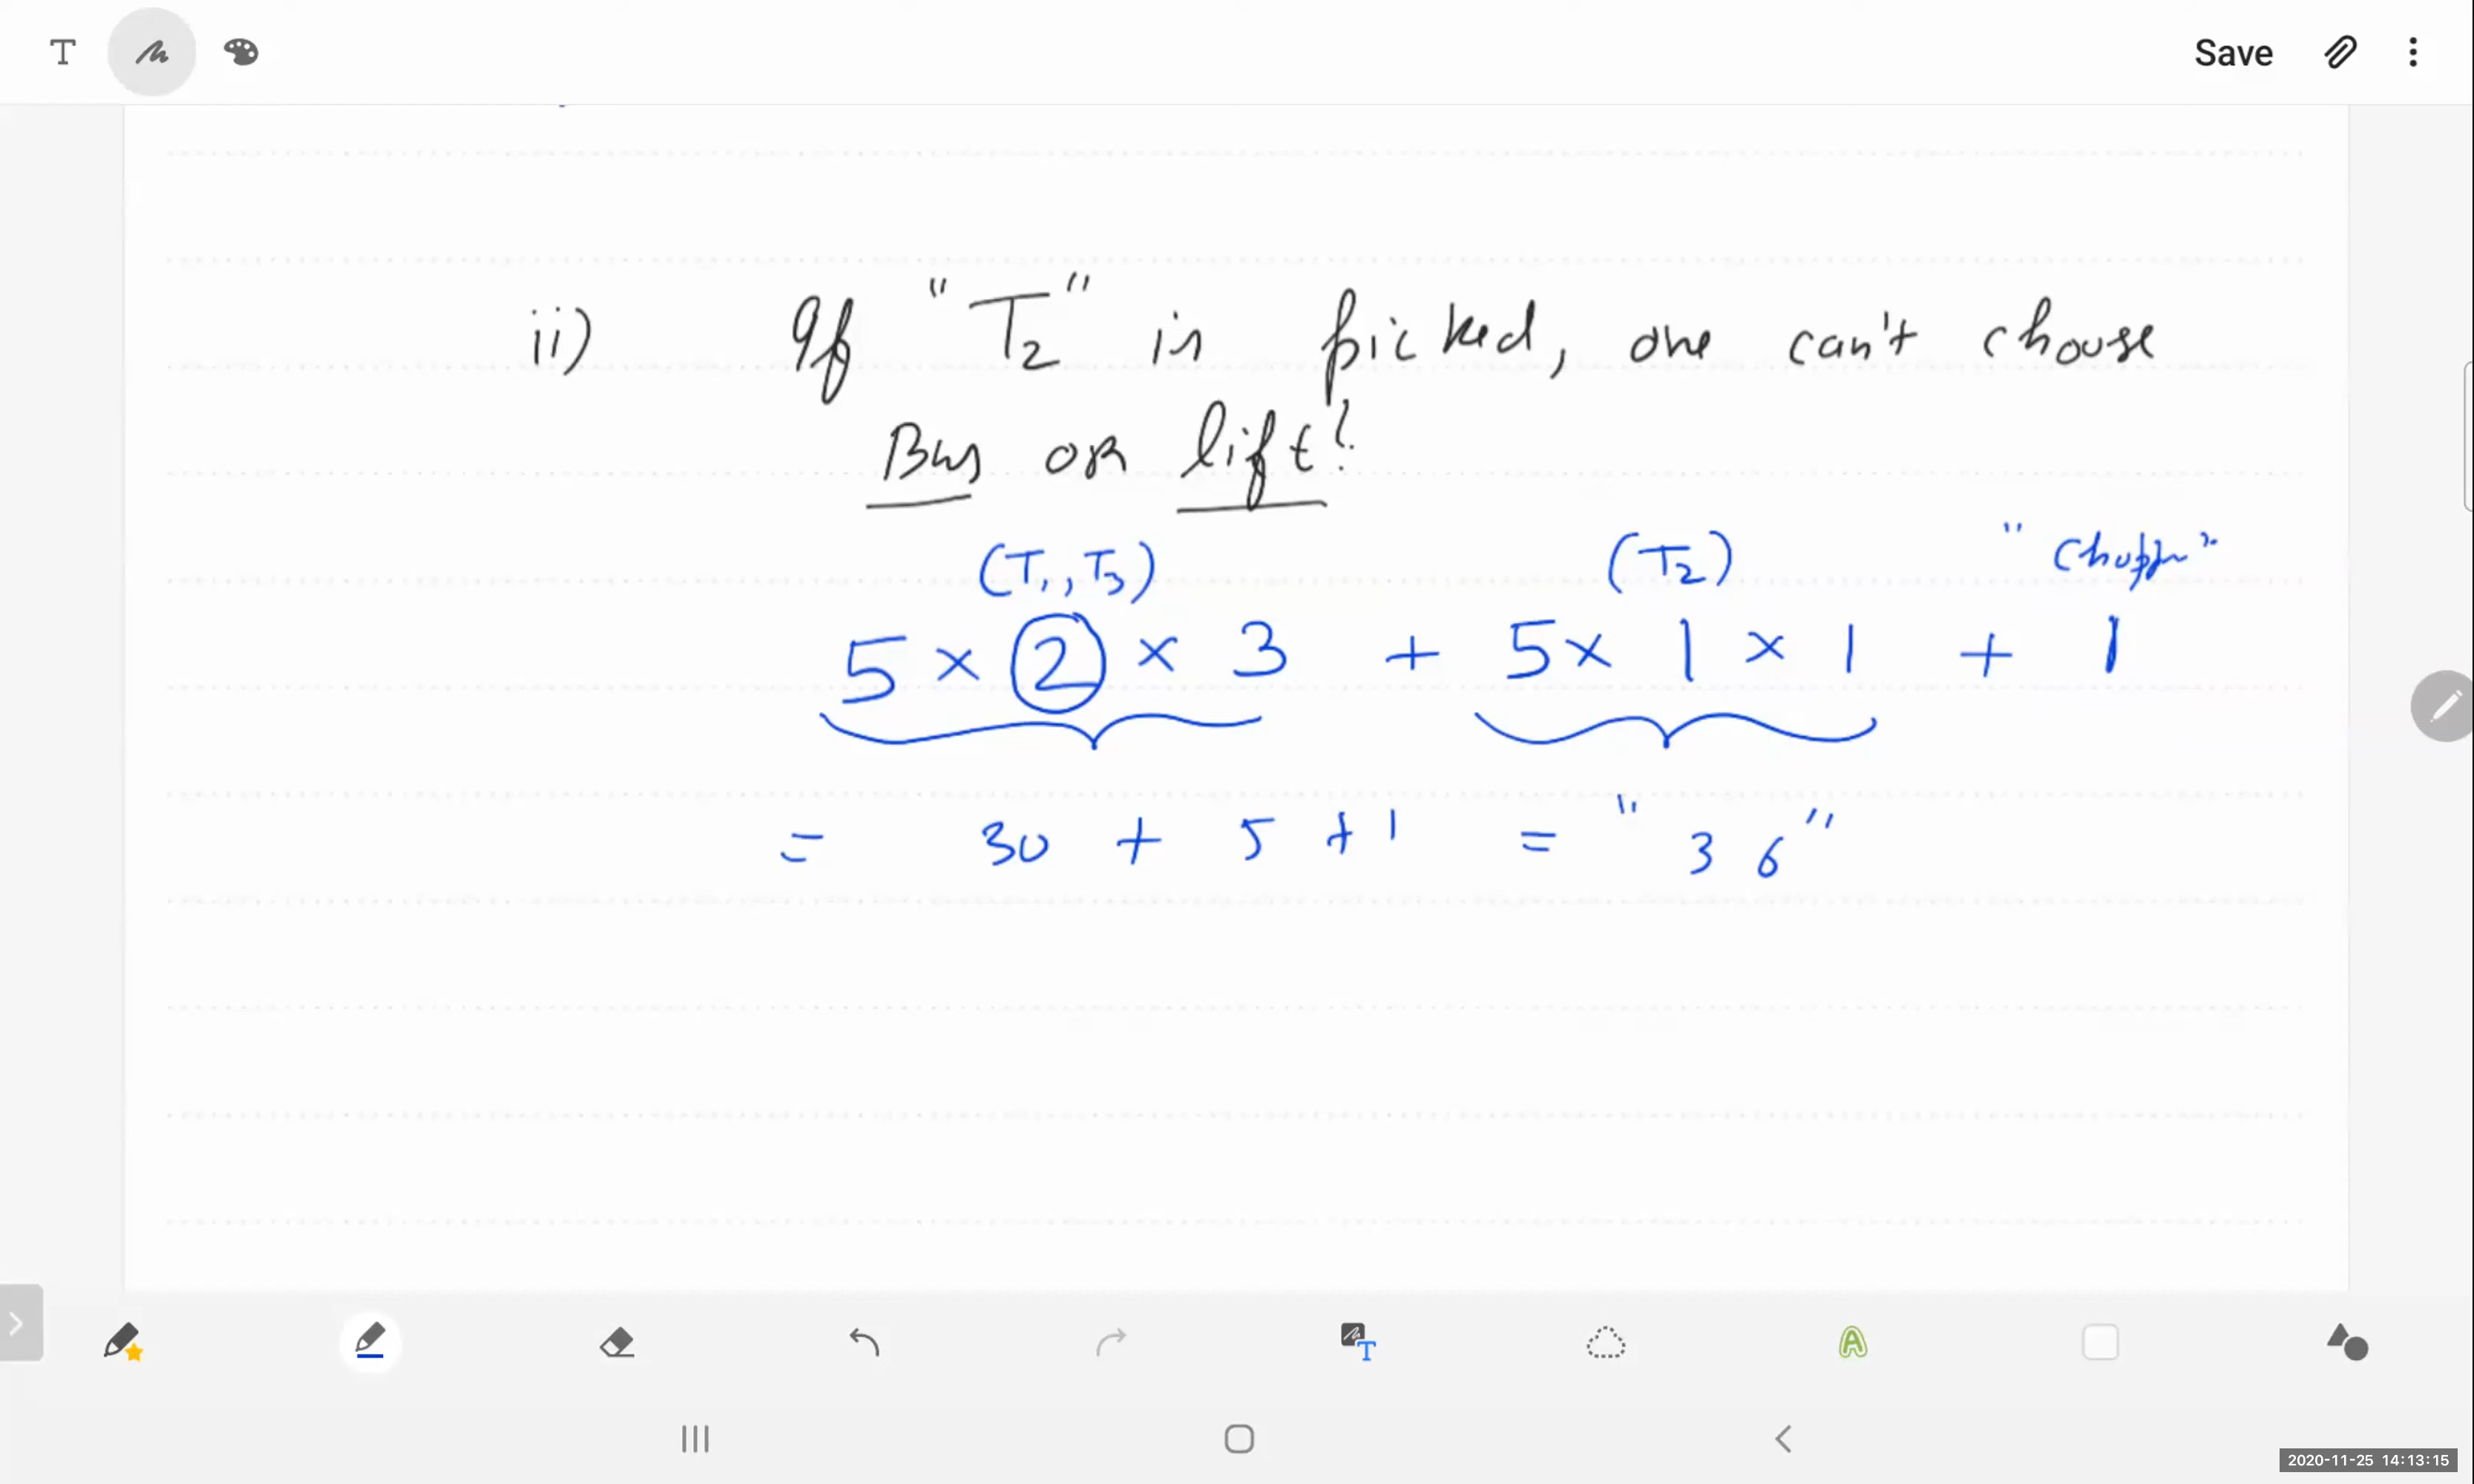 T
Save
ii) If "T₂" is picked, one can't choose
Bus or lift?
(T₁, T₃) (T₂) "Chopper"
5 × 2 × 3 + 5 × 1 × 1 + 1
= 30 + 5 + 1 = "36"
T
A
2020-11-25 14:13:15